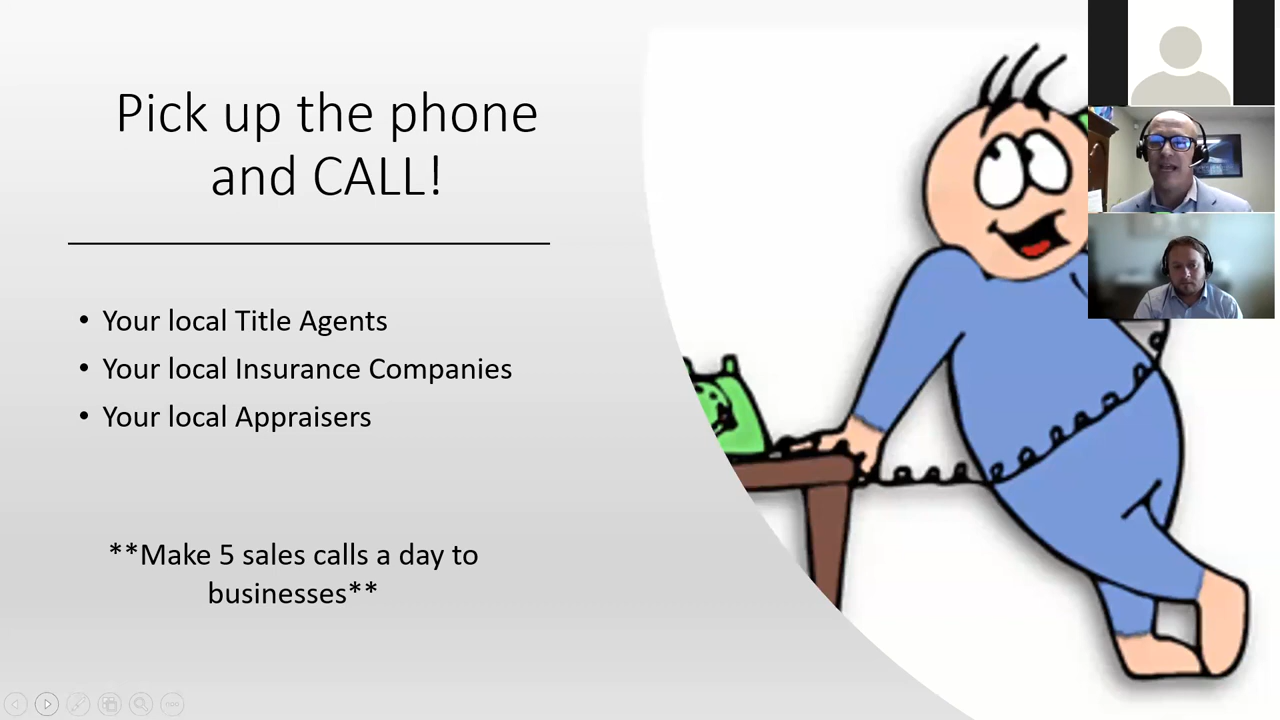 Pick up the phone
and CALL!
• Your local Title Agents
• Your local Insurance Companies
• Your local Appraisers
**Make 5 sales calls a day to
businesses**